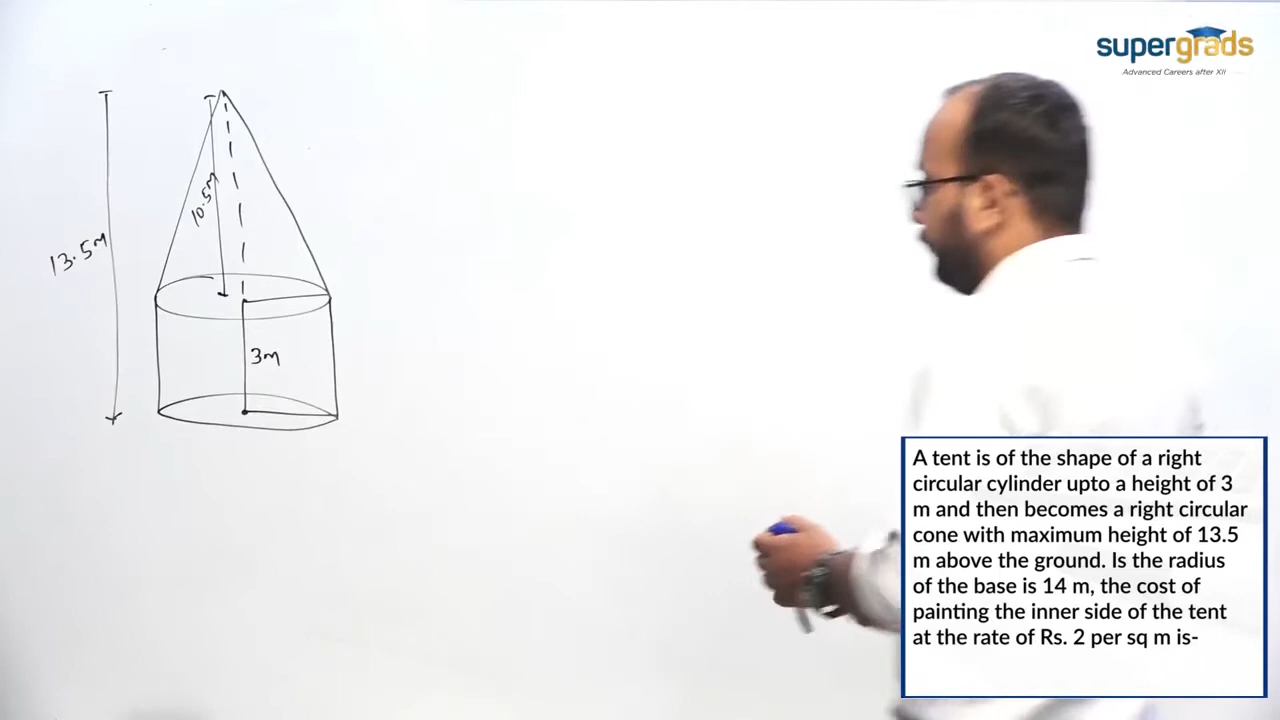 supergrads
Advanced Careers after XII
13.5m
10.5m
3m
A tent is of the shape of a right
circular cylinder upto a height of 3
m and then becomes a right circular
cone with maximum height of 13.5
m above the ground. Is the radius
of the base is 14 m, the cost of
painting the inner side of the tent
at the rate of Rs. 2 per sq m is-